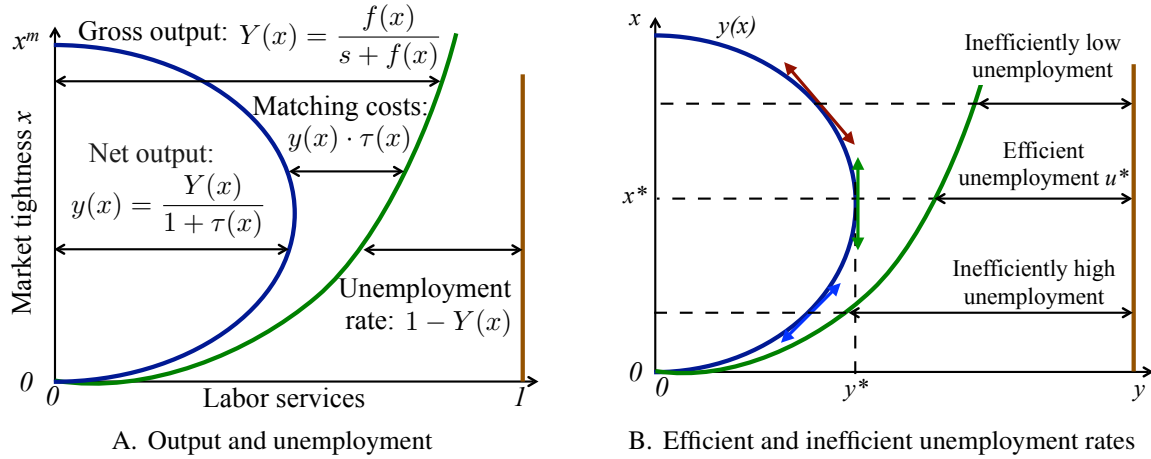 x^m
Gross output: Y(x) = f(x) / (s + f(x))
Matching costs:
y(x) · τ(x)
Net output:
y(x) = Y(x) / (1 + τ(x))
Unemployment
rate: 1 − Y(x)
Market tightness x
0
0
Labor services
1
A. Output and unemployment
x
y(x)
Inefficiently low
unemployment
Efficient
unemployment u*
x*
Inefficiently high
unemployment
0
0
y*
y
B. Efficient and inefficient unemployment rates